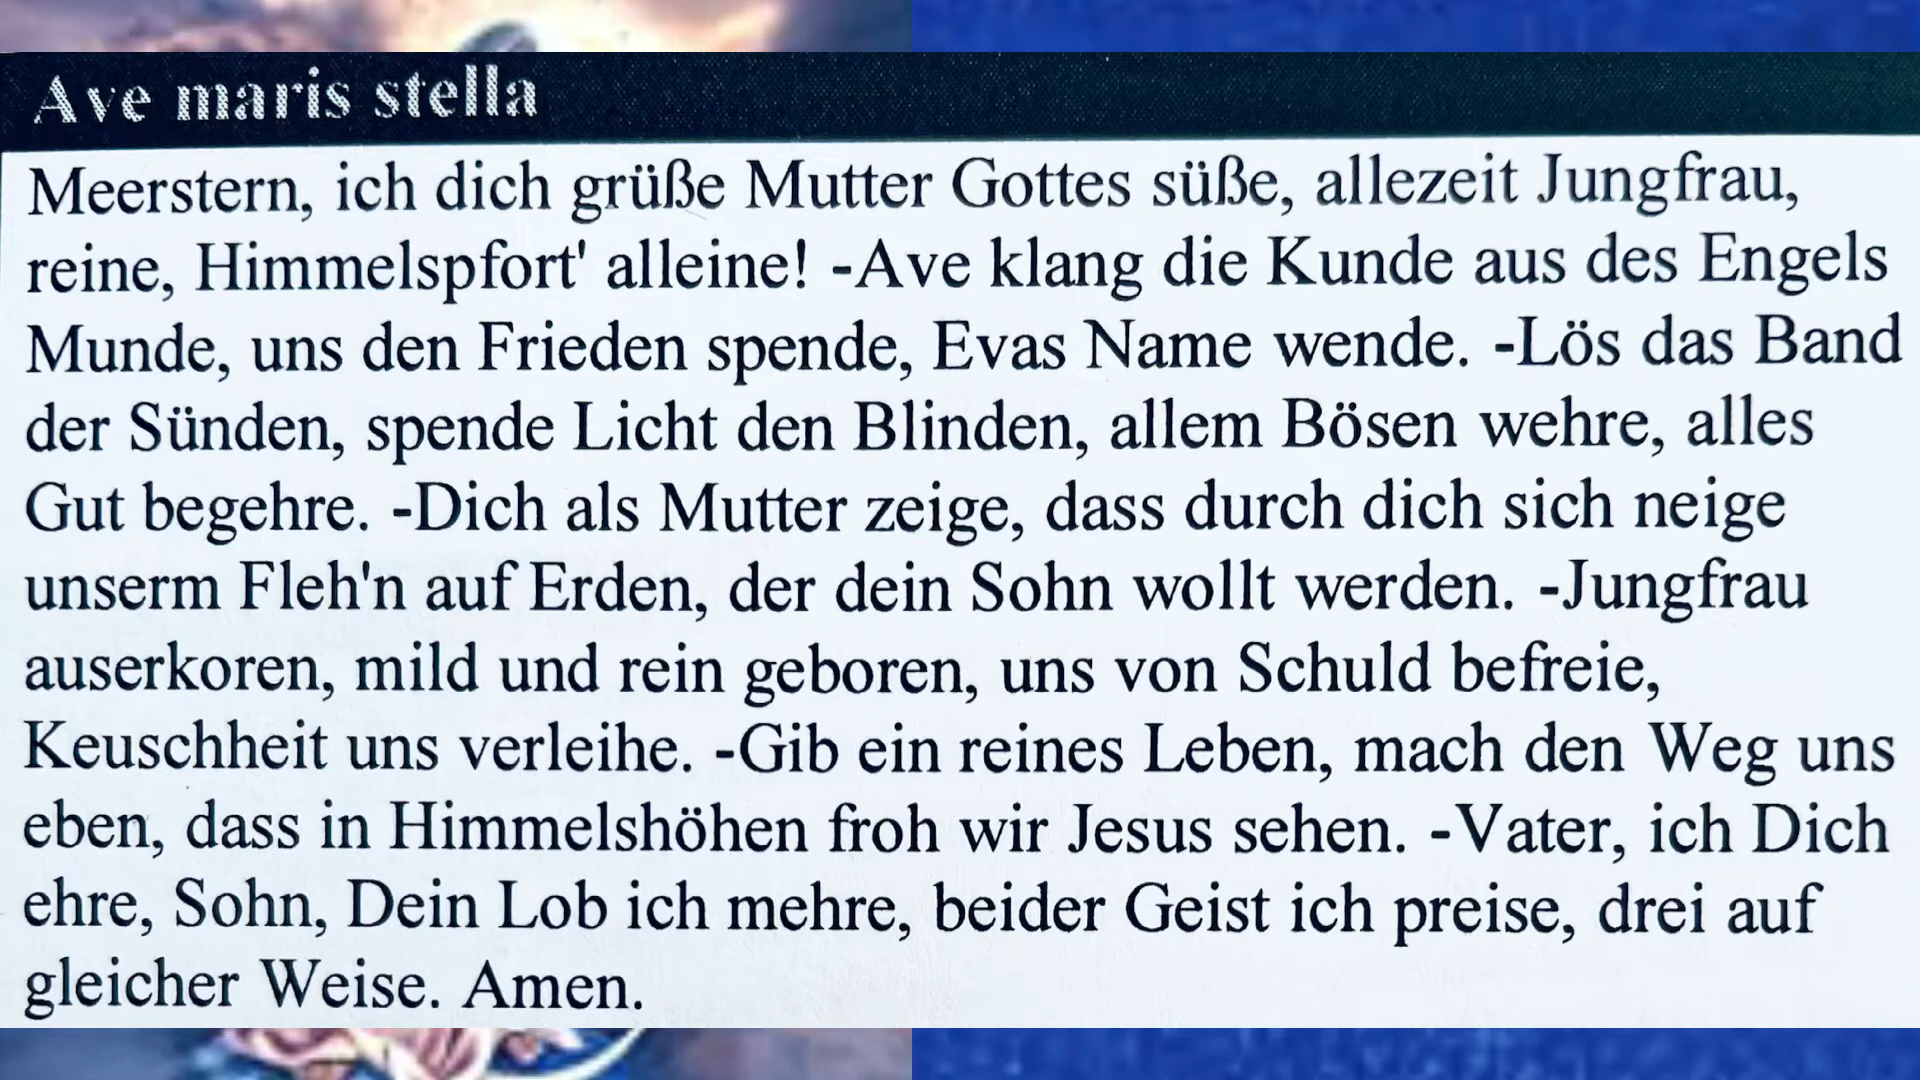 Ave maris stella
Meerstern, ich dich grüße Mutter Gottes süße, allezeit Jungfrau,
reine, Himmelspfort' alleine! -Ave klang die Kunde aus des Engels
Munde, uns den Frieden spende, Evas Name wende. -Lös das Band
der Sünden, spende Licht den Blinden, allem Bösen wehre, alles
Gut begehre. -Dich als Mutter zeige, dass durch dich sich neige
unserm Fleh'n auf Erden, der dein Sohn wollt werden. -Jungfrau
auserkoren, mild und rein geboren, uns von Schuld befreie,
Keuschheit uns verleihe. -Gib ein reines Leben, mach den Weg uns
eben, dass in Himmelshöhen froh wir Jesus sehen. -Vater, ich Dich
ehre, Sohn, Dein Lob ich mehre, beider Geist ich preise, drei auf
gleicher Weise. Amen.